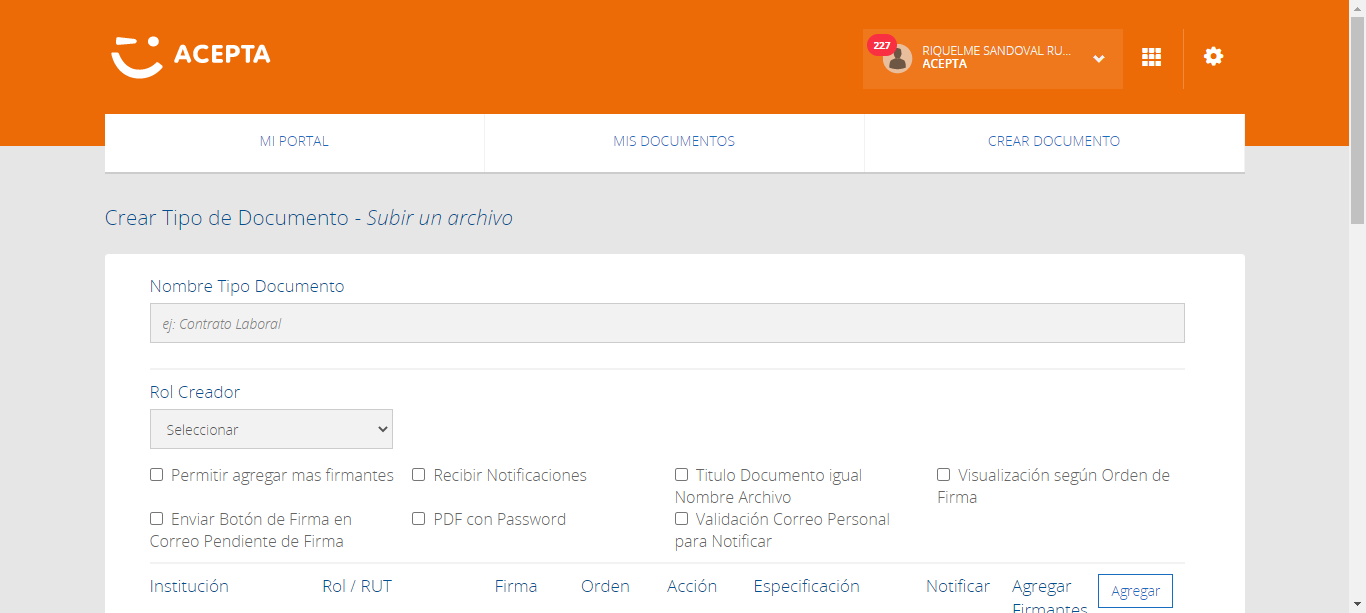 ACEPTA
227
RIQUELME SANDOVAL RU...
ACEPTA
MI PORTAL
MIS DOCUMENTOS
CREAR DOCUMENTO
Crear Tipo de Documento - Subir un archivo
Nombre Tipo Documento
ej: Contrato Laboral
Rol Creador
Seleccionar
Permitir agregar mas firmantes
Recibir Notificaciones
Titulo Documento igual
Nombre Archivo
Visualización según Orden de
Firma
Enviar Botón de Firma en
Correo Pendiente de Firma
PDF con Password
Validación Correo Personal
para Notificar
Institución
Rol / RUT
Firma
Orden
Acción
Especificación
Notificar
Agregar
Firmantes
Agregar